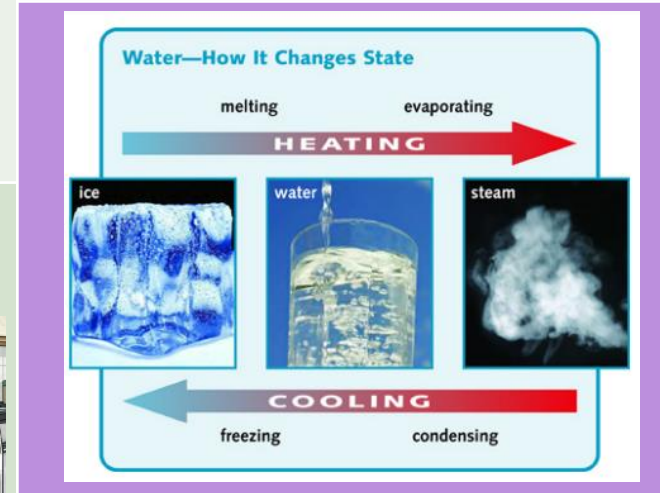 Water—How It Changes State
melting evaporating
HEATING
ice water steam
COOLING
freezing condensing